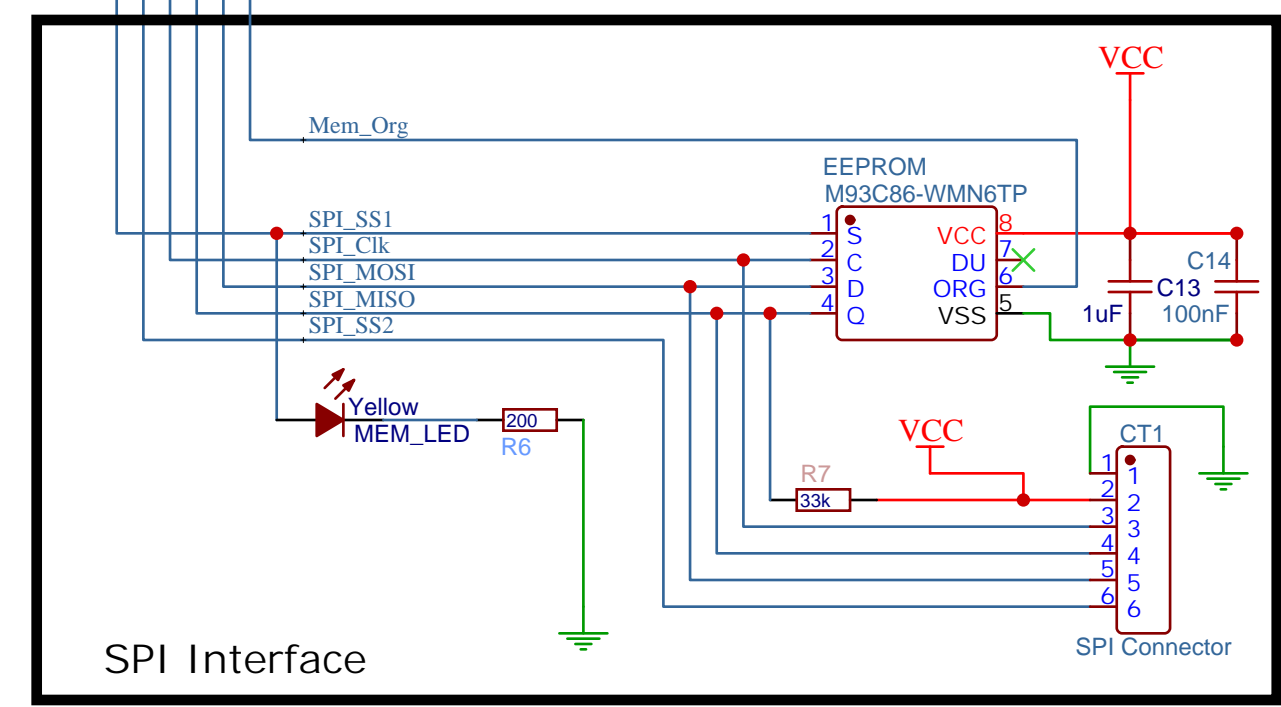 VCC
Mem_Org
EEPROM
M93C86-WMN6TP
SPI_SS1
SPI_Clk
SPI_MOSI
SPI_MISO
SPI_SS2
1 S VCC 8
2 C DU 7
3 D ORG 6
4 Q VSS 5
C14
C13
1uF 100nF
Yellow
MEM_LED
200
R6
VCC
CT1
R7
33k
1 1
2 2
3 3
4 4
5 5
6 6
SPI Connector
SPI Interface